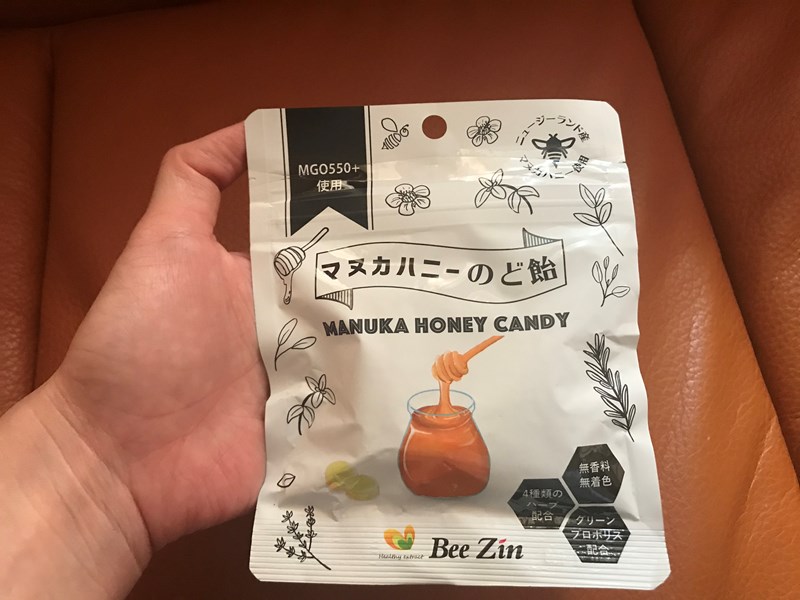 MGO550+
使用
ニュージーランド産
マヌカハニー使用
マヌカハニーのど飴
MANUKA HONEY CANDY
無香料
無着色
4種類の
ハーブ
配合
グリーン
プロポリス
配合
Healthy Extract
Bee Zin